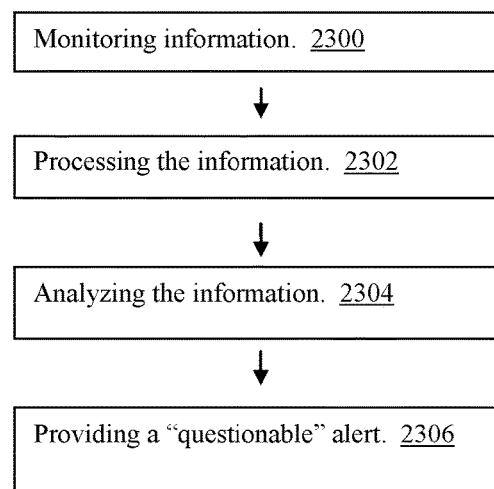 Monitoring information. 2300
Processing the information. 2302
Analyzing the information. 2304
Providing a “questionable” alert. 2306